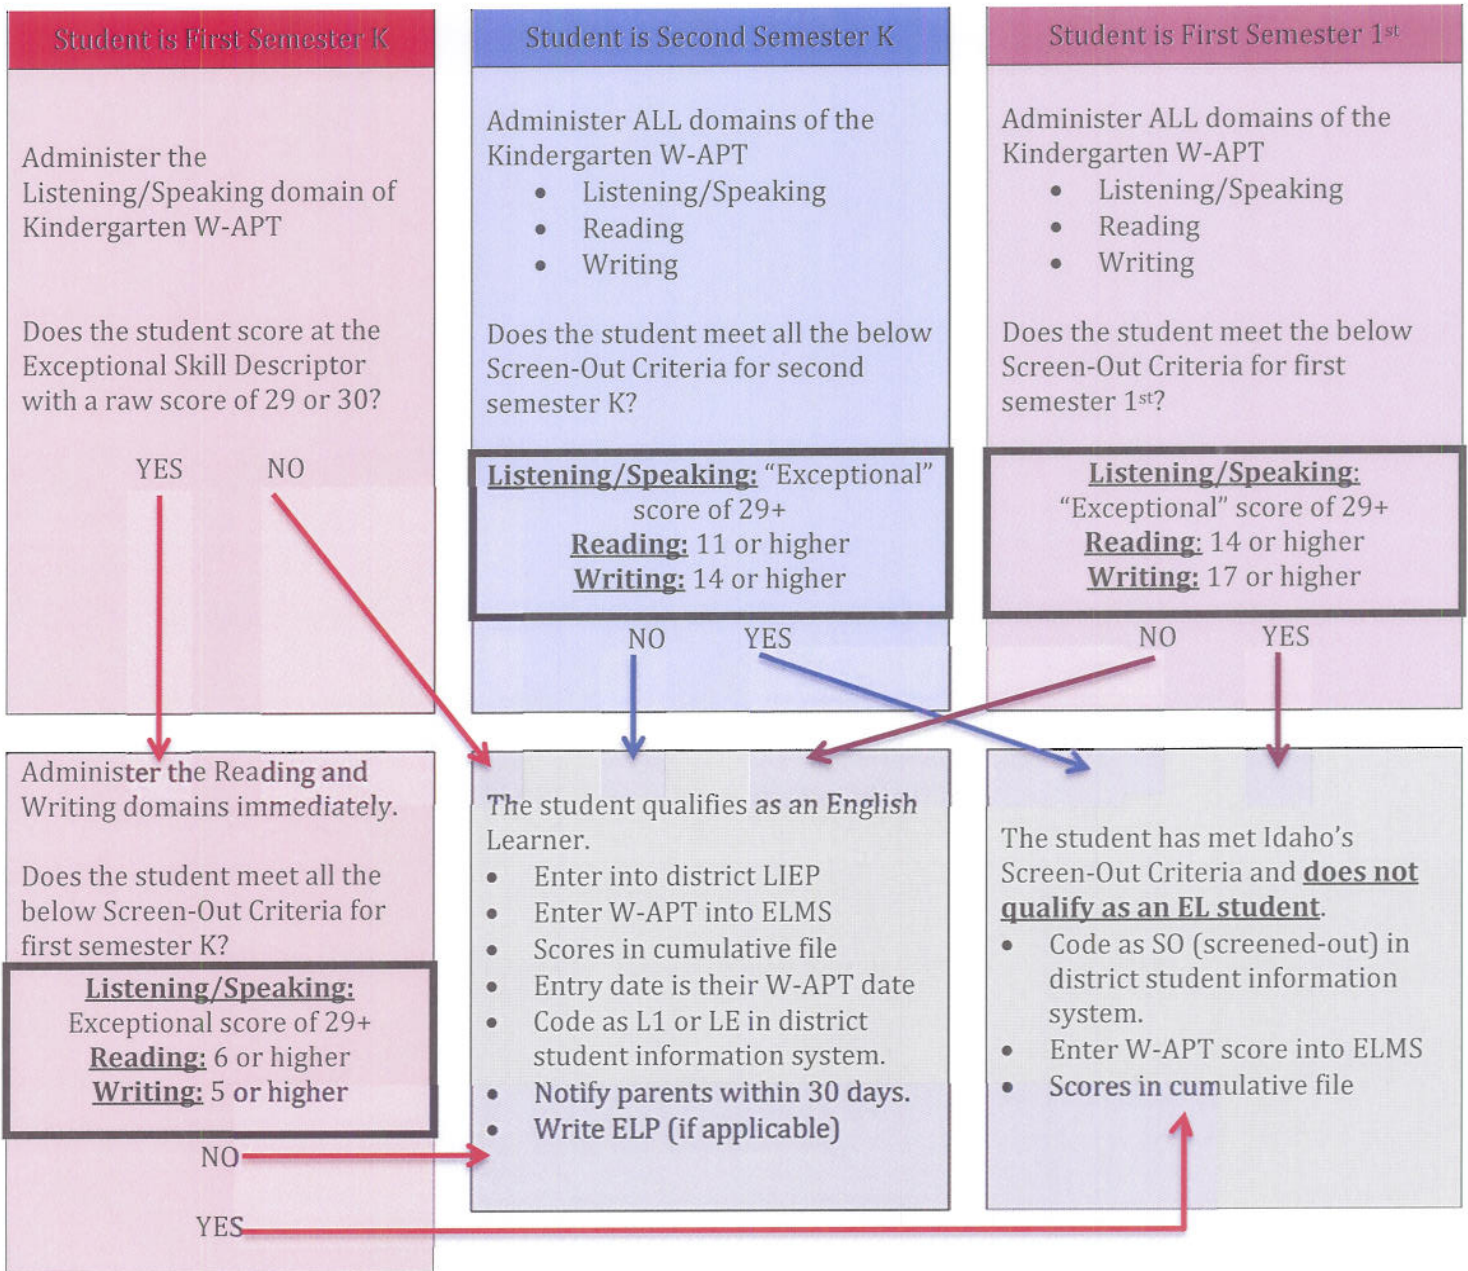 Student is First Semester K
Administer the
Listening/Speaking domain of
Kindergarten W-APT
Does the student score at the
Exceptional Skill Descriptor
with a raw score of 29 or 30?
YES NO
Student is Second Semester K
Administer ALL domains of the
Kindergarten W-APT
• Listening/Speaking
• Reading
• Writing
Does the student meet all the below
Screen-Out Criteria for second
semester K?
Listening/Speaking: “Exceptional”
score of 29+
Reading: 11 or higher
Writing: 14 or higher
NO YES
Student is First Semester 1st
Administer ALL domains of the
Kindergarten W-APT
• Listening/Speaking
• Reading
• Writing
Does the student meet the below
Screen-Out Criteria for first
semester 1st?
Listening/Speaking:
“Exceptional” score of 29+
Reading: 14 or higher
Writing: 17 or higher
NO YES
Administer the Reading and
Writing domains immediately.
Does the student meet all the
below Screen-Out Criteria for
first semester K?
Listening/Speaking:
Exceptional score of 29+
Reading: 6 or higher
Writing: 5 or higher
NO
YES
The student qualifies as an English
Learner.
• Enter into district LIEP
• Enter W-APT into ELMS
• Scores in cumulative file
• Entry date is their W-APT date
• Code as L1 or LE in district
student information system.
• Notify parents within 30 days.
• Write ELP (if applicable)
The student has met Idaho’s
Screen-Out Criteria and does not
qualify as an EL student.
• Code as SO (screened-out) in
district student information
system.
• Enter W-APT score into ELMS
• Scores in cumulative file